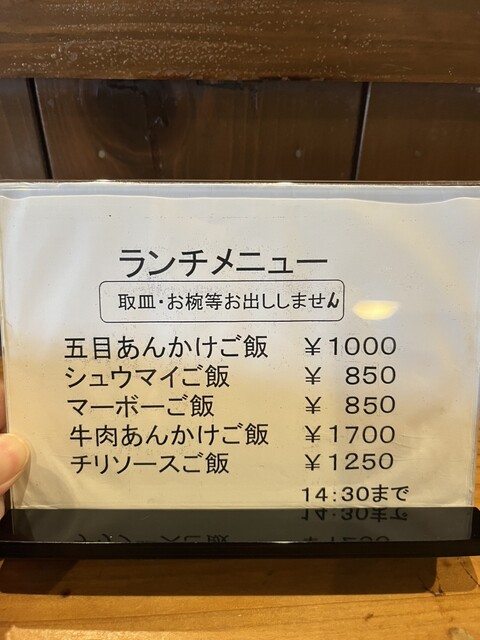 ランチメニュー
取皿・お椀等お出ししません
五目あんかけご飯 ￥1000
シュウマイご飯 ￥ 850
マーボーご飯 ￥ 850
牛肉あんかけご飯 ￥1700
チリソースご飯 ￥1250
14:30まで